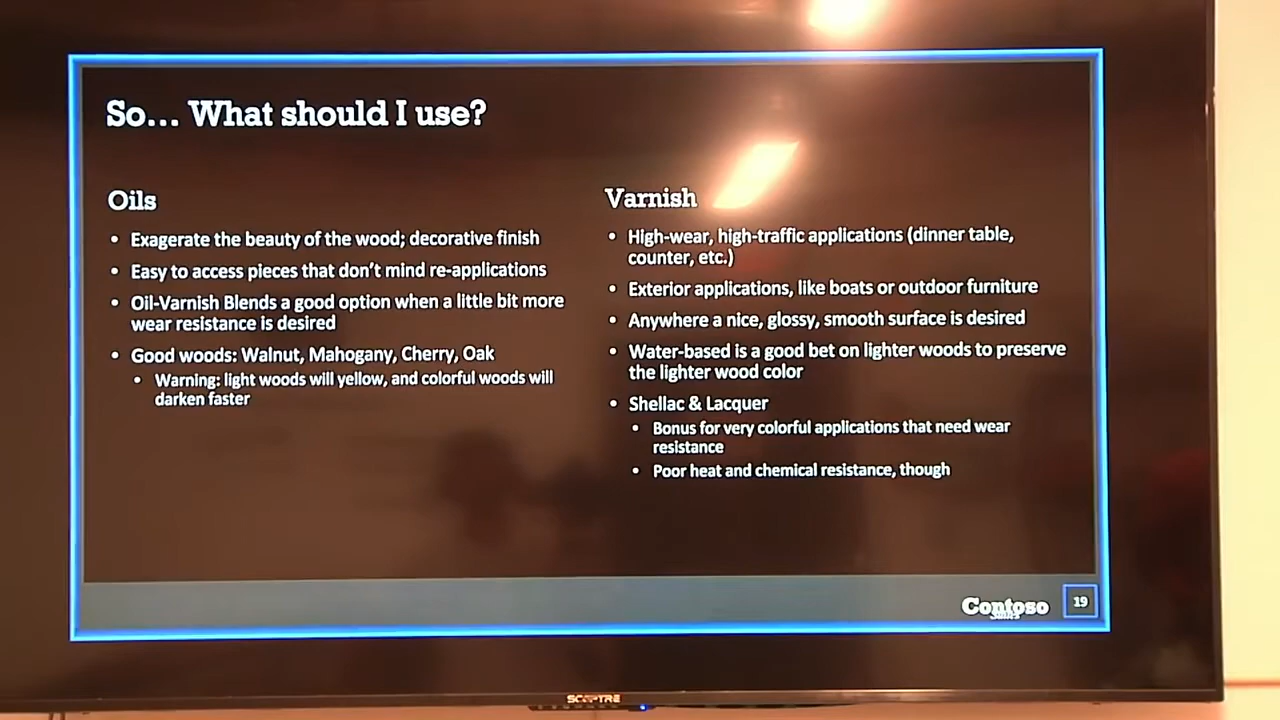 So... What should I use?
Oils
• Exagerate the beauty of the wood; decorative finish
• Easy to access pieces that don't mind re-applications
• Oil-Varnish Blends a good option when a little bit more
wear resistance is desired
• Good woods: Walnut, Mahogany, Cherry, Oak
• Warning: light woods will yellow, and colorful woods will
darken faster
Varnish
• High-wear, high-traffic applications (dinner table,
counter, etc.)
• Exterior applications, like boats or outdoor furniture
• Anywhere a nice, glossy, smooth surface is desired
• Water-based is a good bet on lighter woods to preserve
the lighter wood color
• Shellac & Lacquer
• Bonus for very colorful applications that need wear
resistance
• Poor heat and chemical resistance, though
Contoso
19
SCEPTRE